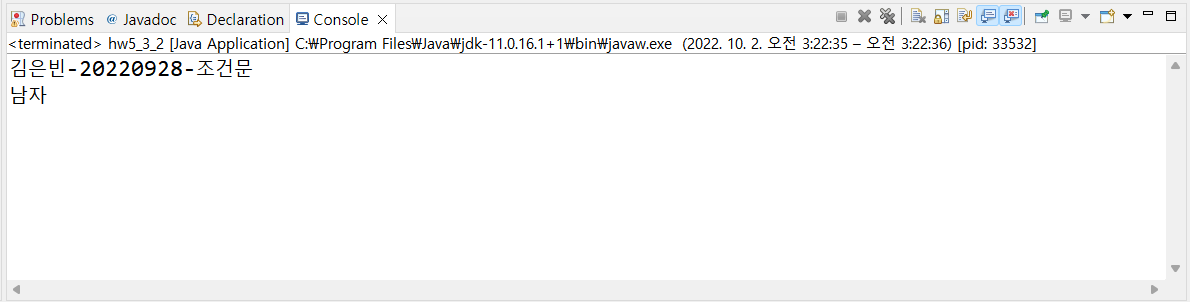 Problems @ Javadoc Declaration Console
<terminated> hw5_3_2 [Java Application] C:₩Program Files₩Java₩jdk-11.0.16.1+1₩bin₩javaw.exe (2022. 10. 2. 오전 3:22:35 – 오전 3:22:36) [pid: 33532]
김은빈-20220928-조건문
남자